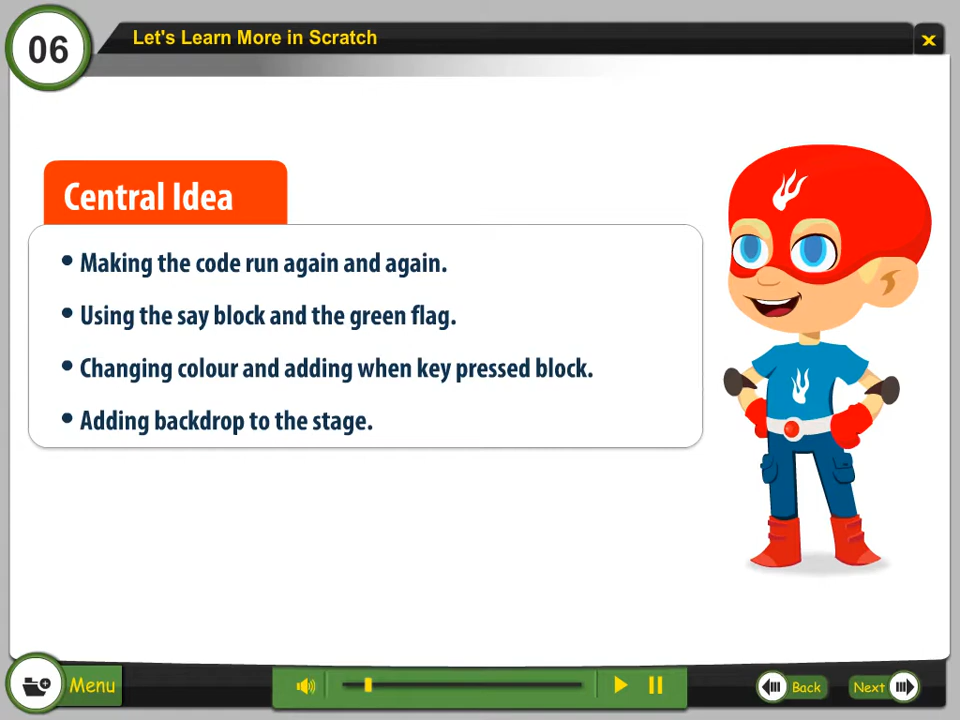 06
Let's Learn More in Scratch
X
Central Idea
• Making the code run again and again.
• Using the say block and the green flag.
• Changing colour and adding when key pressed block.
• Adding backdrop to the stage.
Menu
Back
Next